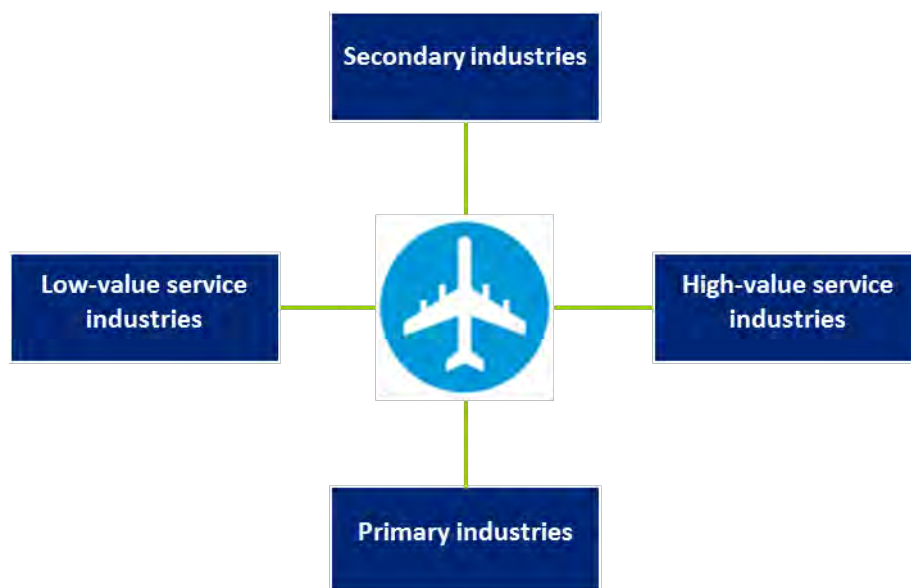 Secondary industries
Low-value service
industries
High-value service
industries
Primary industries